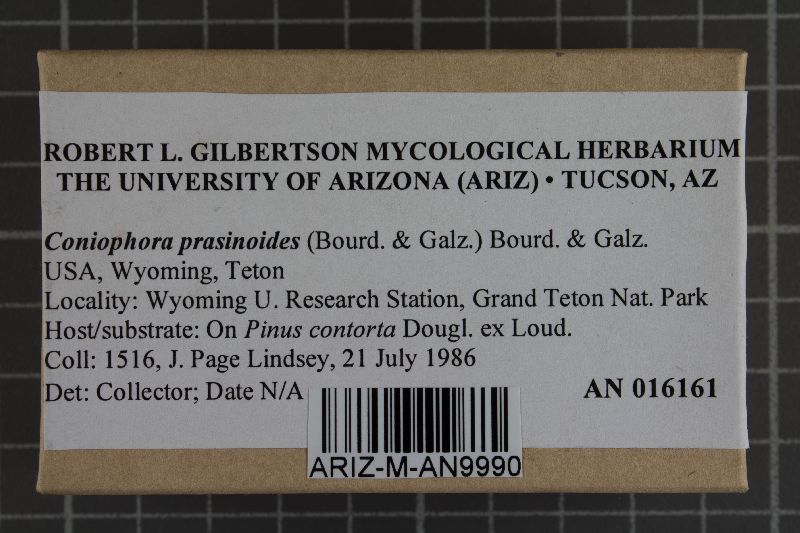 ROBERT L. GILBERTSON MYCOLOGICAL HERBARIUM
THE UNIVERSITY OF ARIZONA (ARIZ) • TUCSON, AZ
Coniophora prasinoides (Bourd. & Galz.) Bourd. & Galz.
USA, Wyoming, Teton
Locality: Wyoming U. Research Station, Grand Teton Nat. Park
Host/substrate: On Pinus contorta Dougl. ex Loud.
Coll: 1516, J. Page Lindsey, 21 July 1986
Det: Collector; Date N/A AN 016161
ARIZ-M-AN9990